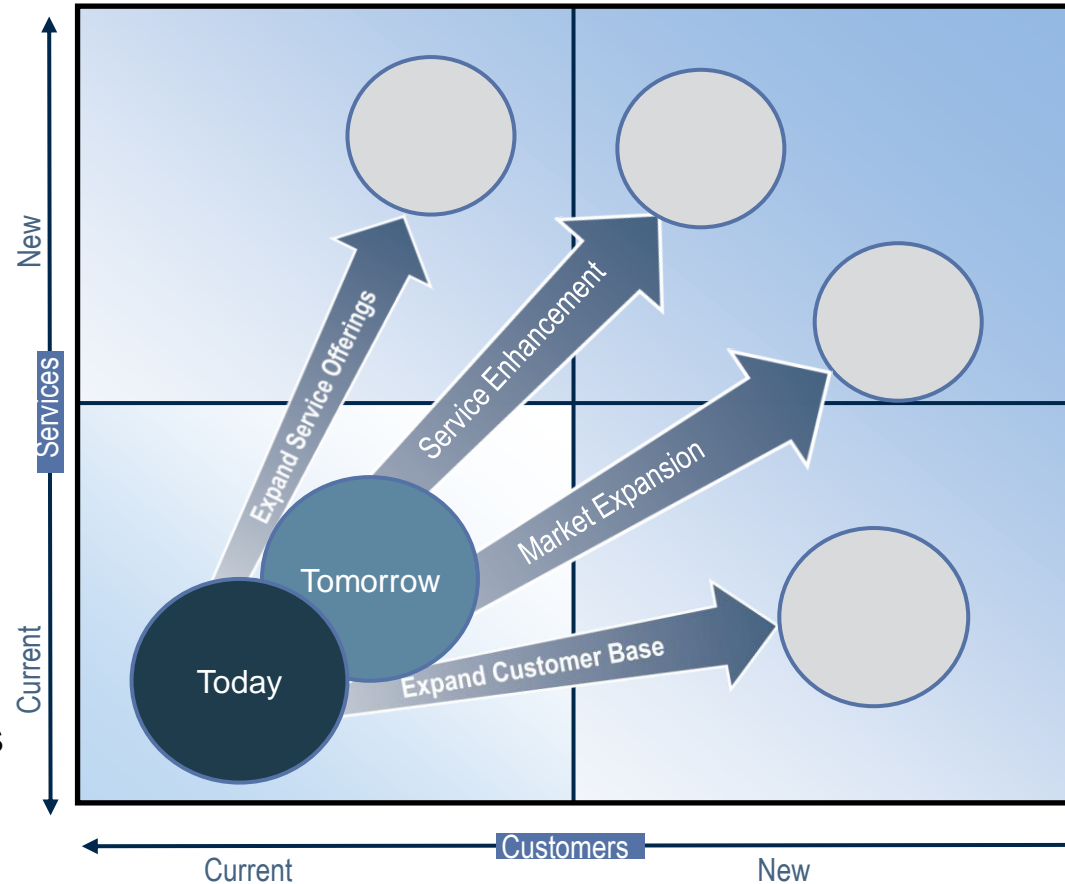 New
Services
Current
s
Expand Service Offerings
Service Enhancement
Market Expansion
Expand Customer Base
Tomorrow
Today
Customers
Current
New